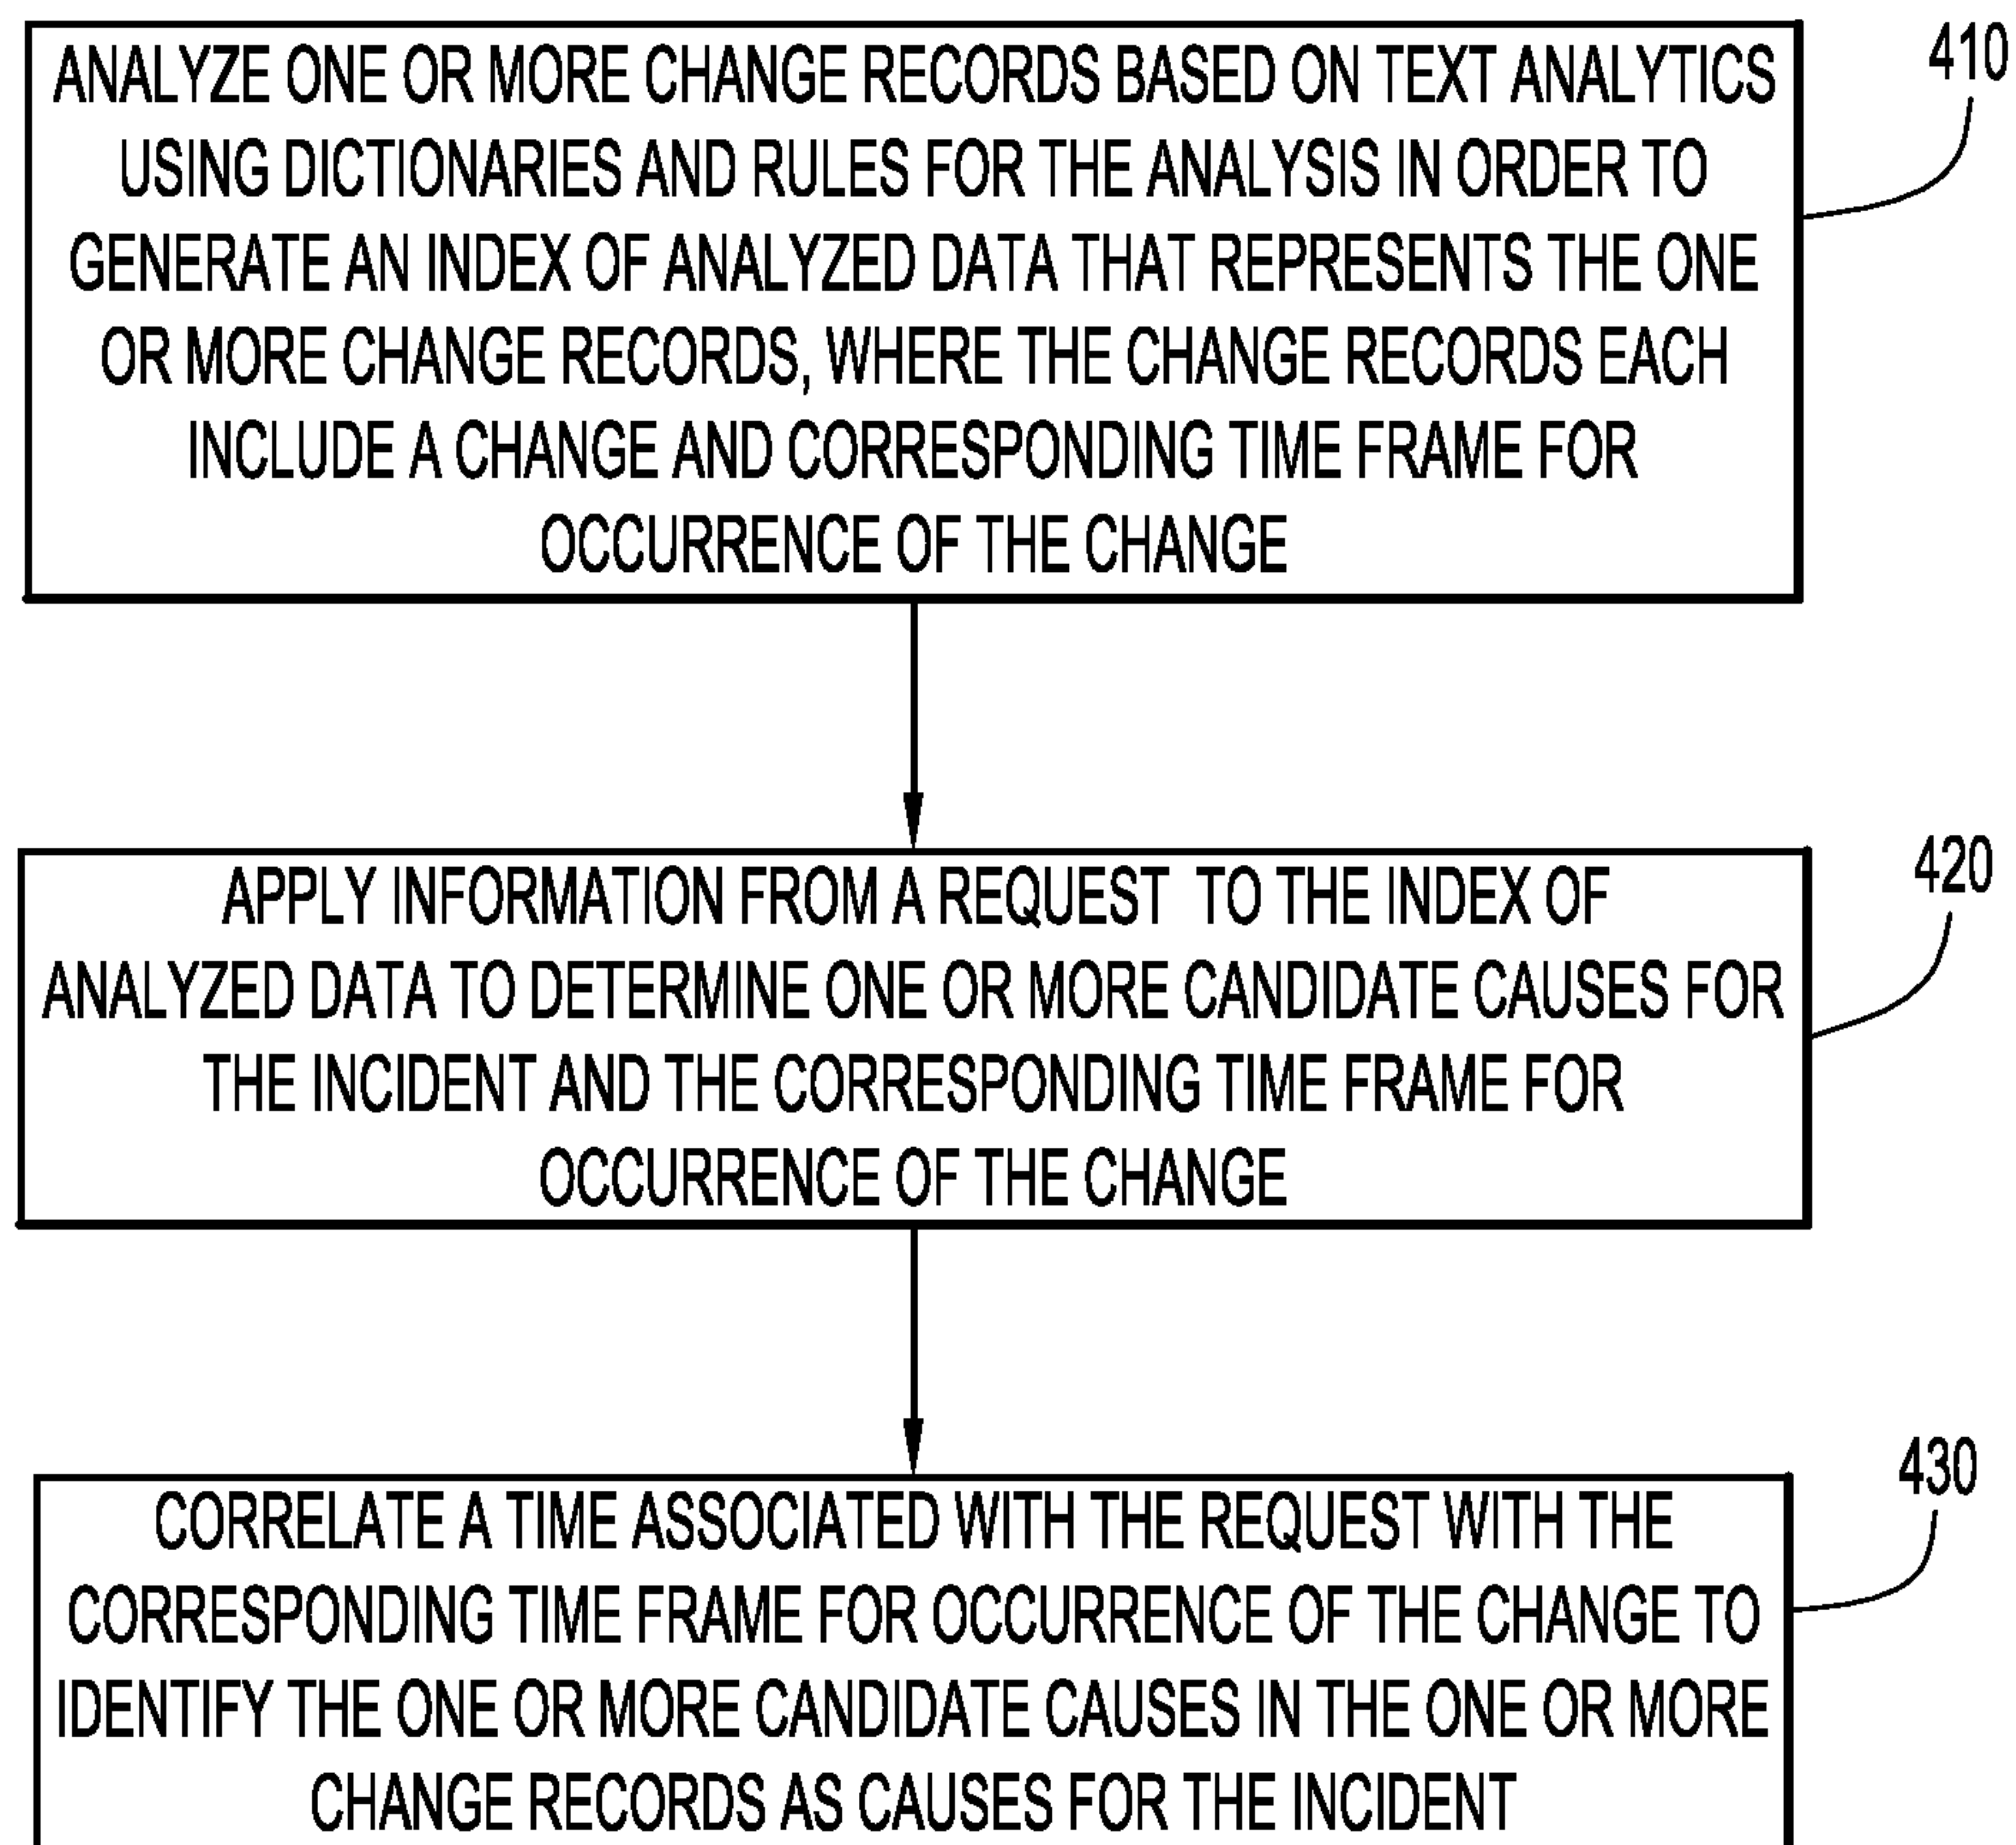 ANALYZE ONE OR MORE CHANGE RECORDS BASED ON TEXT ANALYTICS
USING DICTIONARIES AND RULES FOR THE ANALYSIS IN ORDER TO
GENERATE AN INDEX OF ANALYZED DATA THAT REPRESENTS THE ONE
OR MORE CHANGE RECORDS, WHERE THE CHANGE RECORDS EACH
INCLUDE A CHANGE AND CORRESPONDING TIME FRAME FOR
OCCURRENCE OF THE CHANGE
410
APPLY INFORMATION FROM A REQUEST TO THE INDEX OF
ANALYZED DATA TO DETERMINE ONE OR MORE CANDIDATE CAUSES FOR
THE INCIDENT AND THE CORRESPONDING TIME FRAME FOR
OCCURRENCE OF THE CHANGE
420
CORRELATE A TIME ASSOCIATED WITH THE REQUEST WITH THE
CORRESPONDING TIME FRAME FOR OCCURRENCE OF THE CHANGE TO
IDENTIFY THE ONE OR MORE CANDIDATE CAUSES IN THE ONE OR MORE
CHANGE RECORDS AS CAUSES FOR THE INCIDENT
430